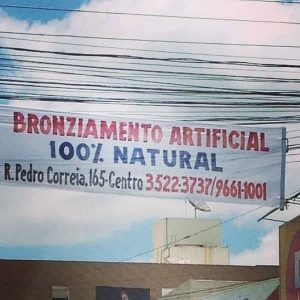 BRONZIAMENTO ARTIFICIAL
100% NATURAL
R. Pedro Correia, 165-Centro 3522-3737/9661-1001